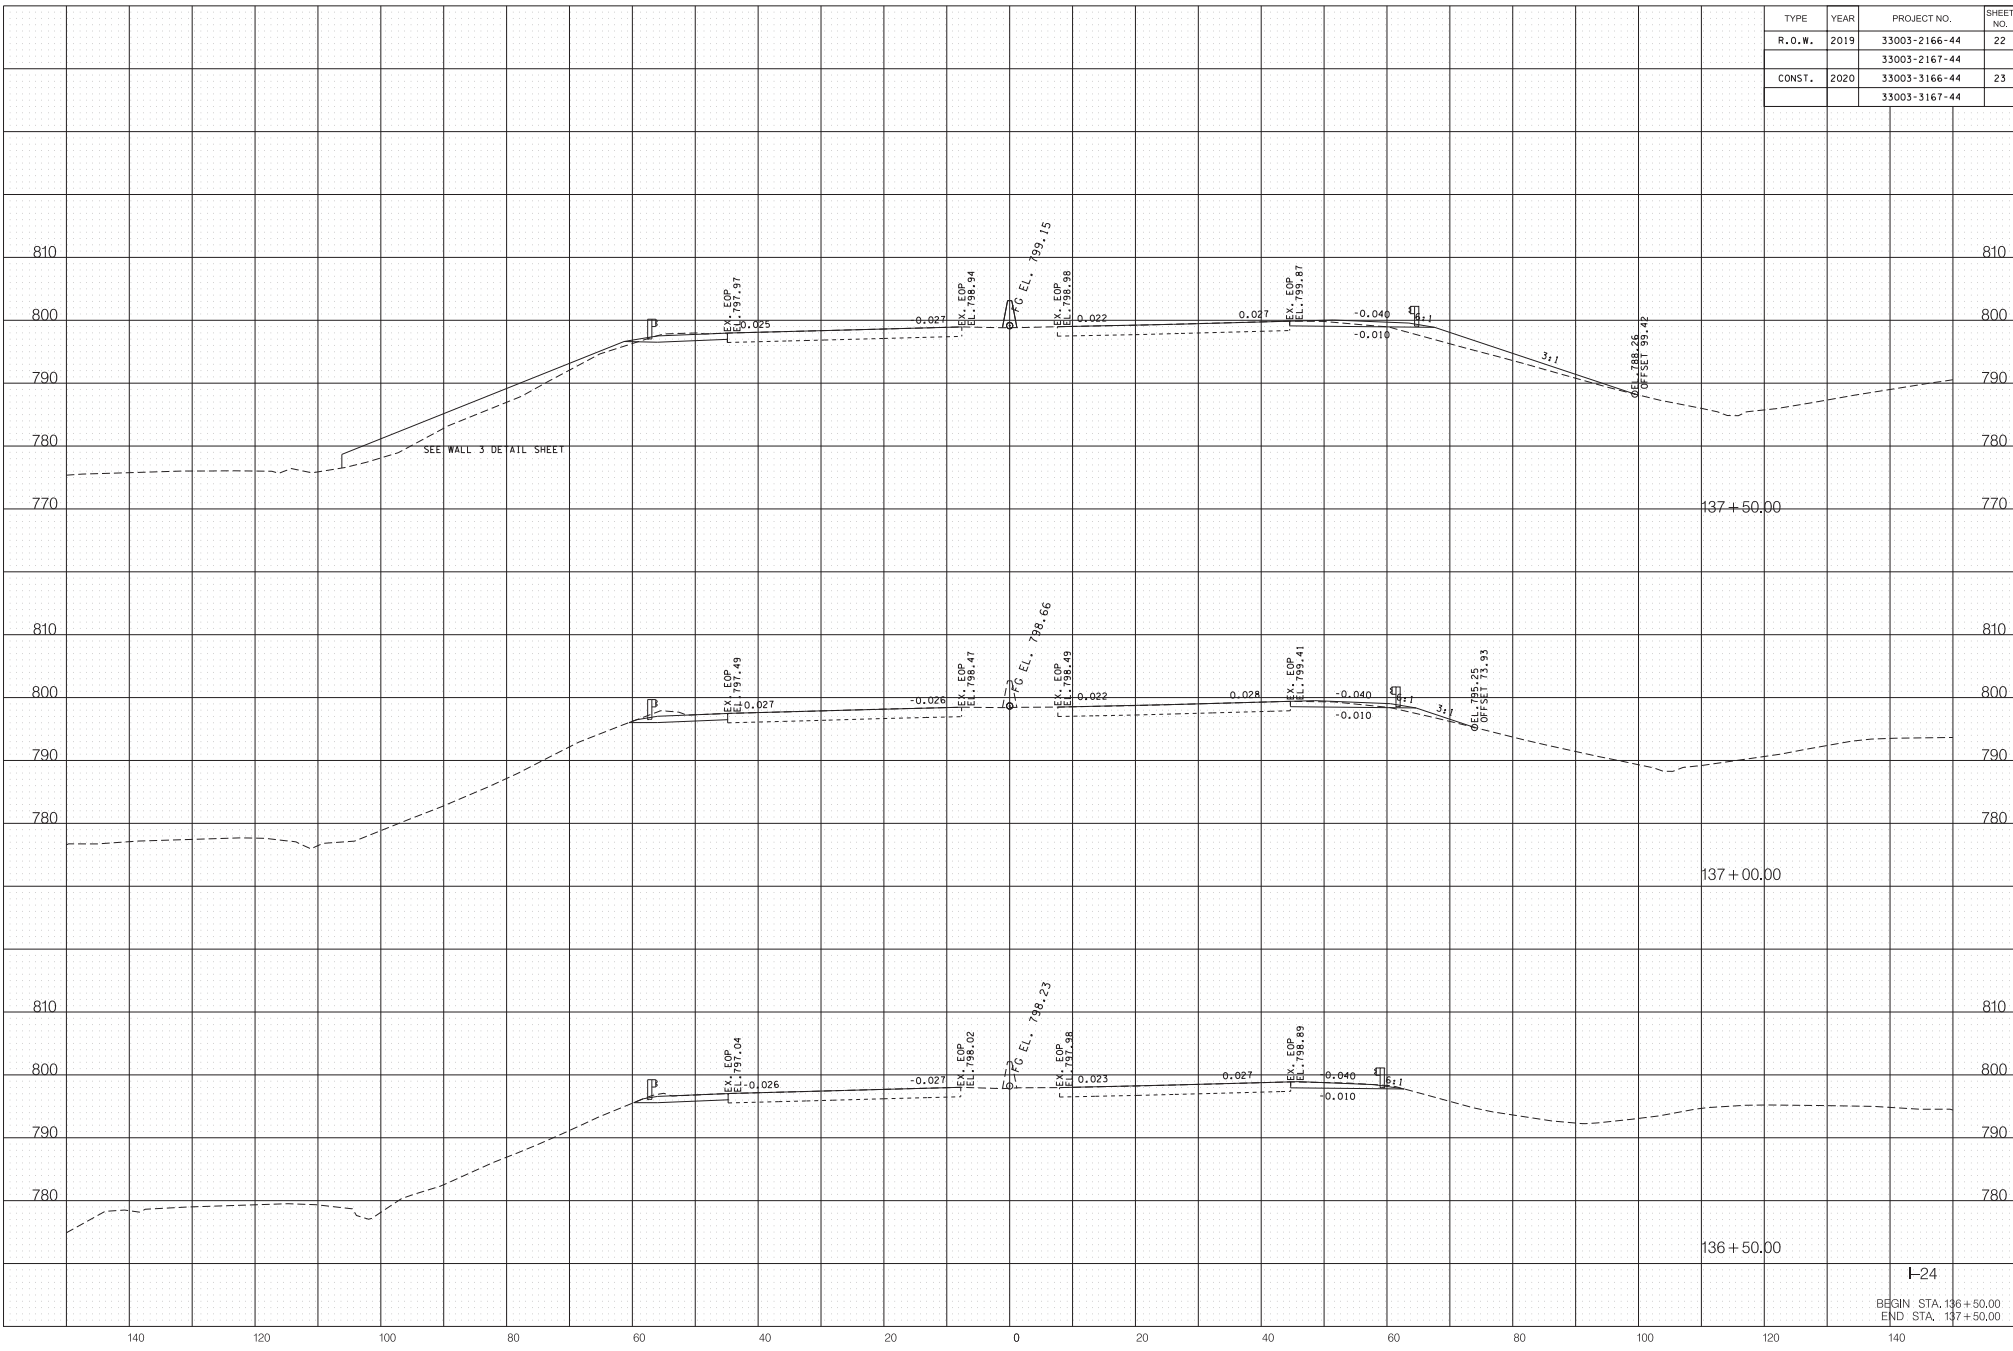 TYPE YEAR PROJECT NO. SHEET NO.
R.O.W. 2019 33003-2166-44 22
33003-2167-44
CONST. 2020 33003-3166-44 23
33003-3167-44
810 810
800 800
790 790
780 780
770 770
EX. EOP
EL.797.97
0.025
0.027
EX. EOP
EL.798.94
FG EL. 799.15
EX. EOP
EL.798.98
0.022
0.027
EX. EOP
EL.799.87
-0.040
-0.010
6:1
3:1
EL.788.26
OFFSET 99.42
SEE WALL 3 DETAIL SHEET
137+50.00
810 810
800 800
790 790
780 780
EX. EOP
EL.797.49
-0.027
-0.026
EX. EOP
EL.798.47
FG EL. 798.66
EX. EOP
EL.798.49
0.022
0.028
EX. EOP
EL.799.41
-0.040
-0.010
6:1
3:1
EL.795.25
OFFSET 73.93
137+00.00
810 810
800 800
790 790
780 780
EX. EOP
EL.797.04
-0.026
-0.027
EX. EOP
EL.798.02
FG EL. 798.23
EX. EOP
EL.797.98
0.023
0.027
EX. EOP
EL.798.89
-0.040
-0.010
6:1
136+50.00
I-24
BEGIN STA. 136+50.00
END STA. 137+50.00
140 120 100 80 60 40 20 0 20 40 60 80 100 120 140